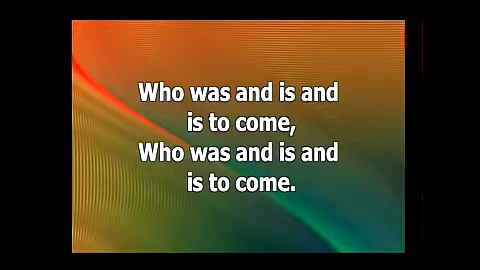 Who was and is and
is to come,
Who was and is and
is to come.